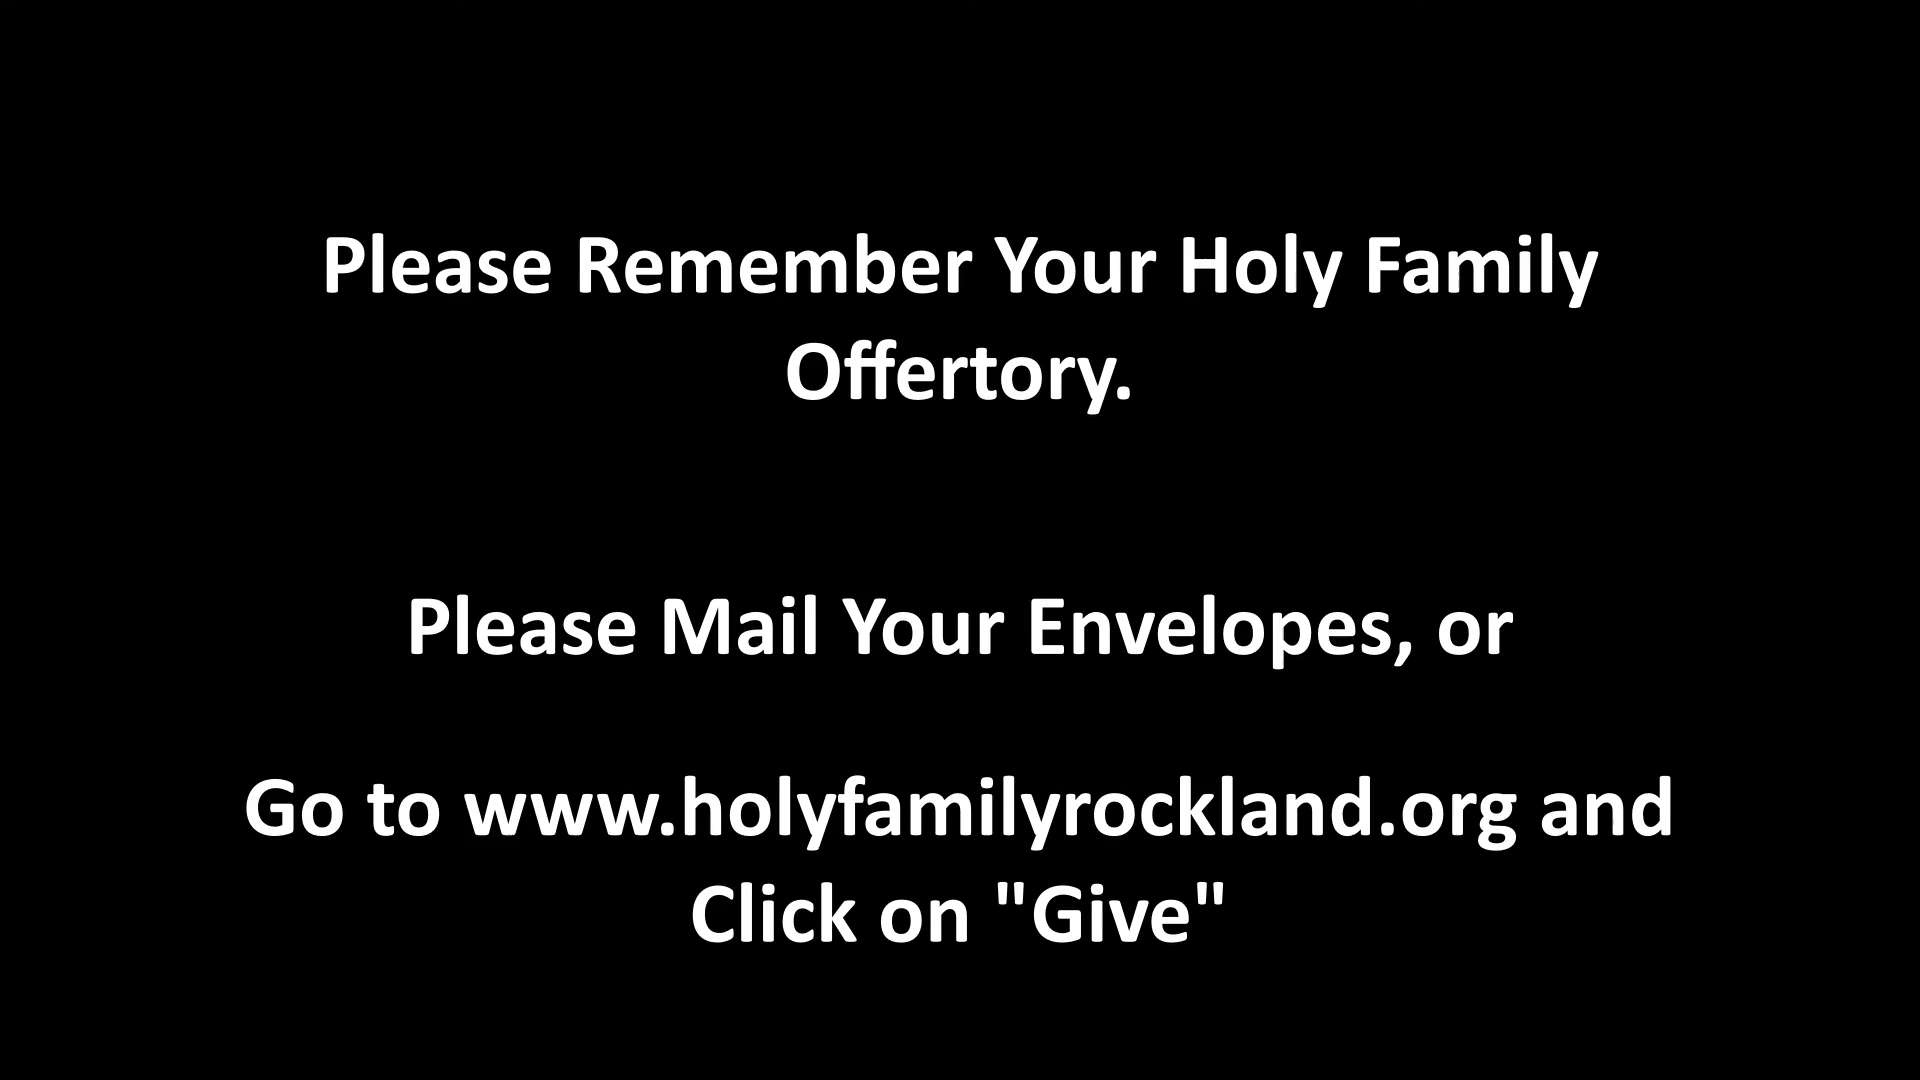 Please Remember Your Holy Family
Offertory.
Please Mail Your Envelopes, or
Go to www.holyfamilyrockland.org and
Click on "Give"